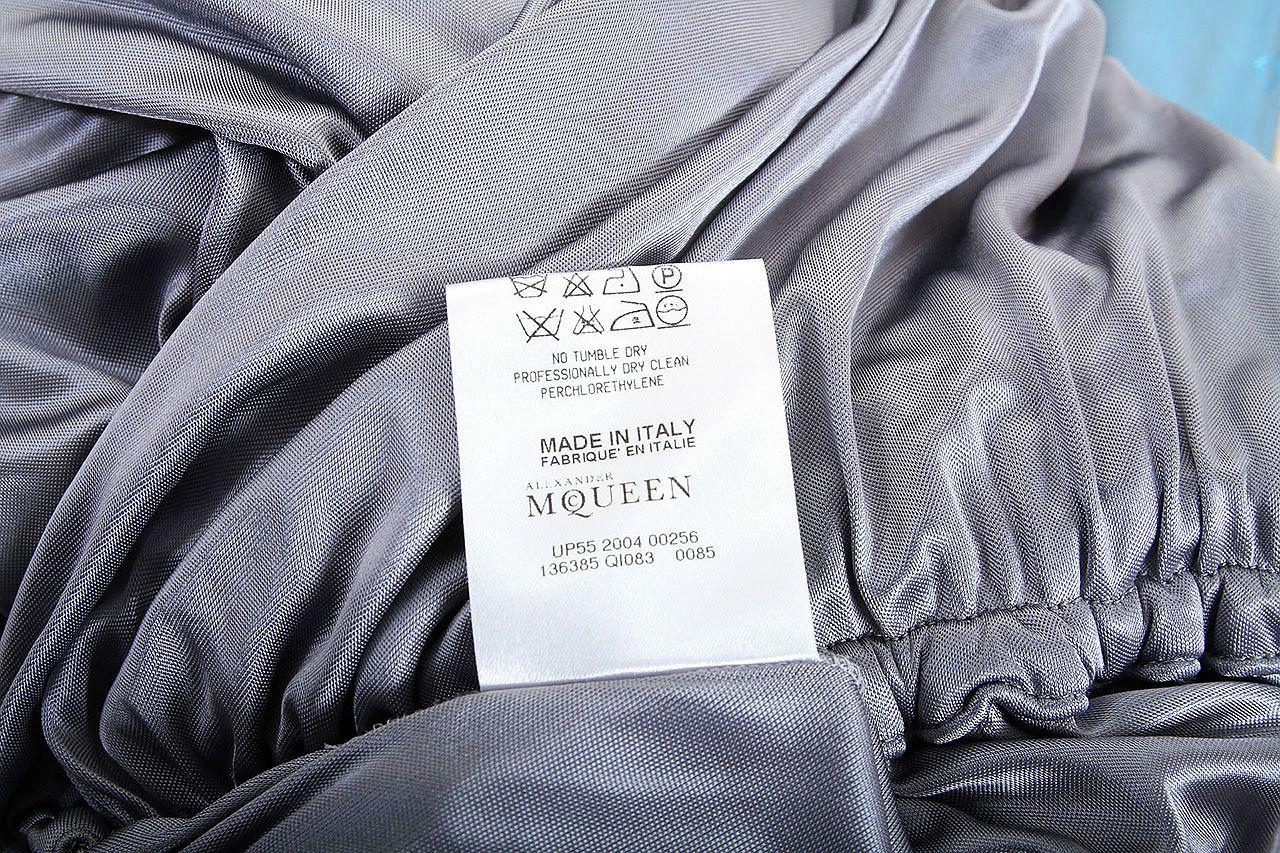 P
NO TUMBLE DRY
PROFESSIONALLY DRY CLEAN
PERCHLORETHYLENE
MADE IN ITALY
FABRIQUE' EN ITALIE
ALEXANDER
MCQUEEN
UP55 2004 00256
136385 QI083 0085